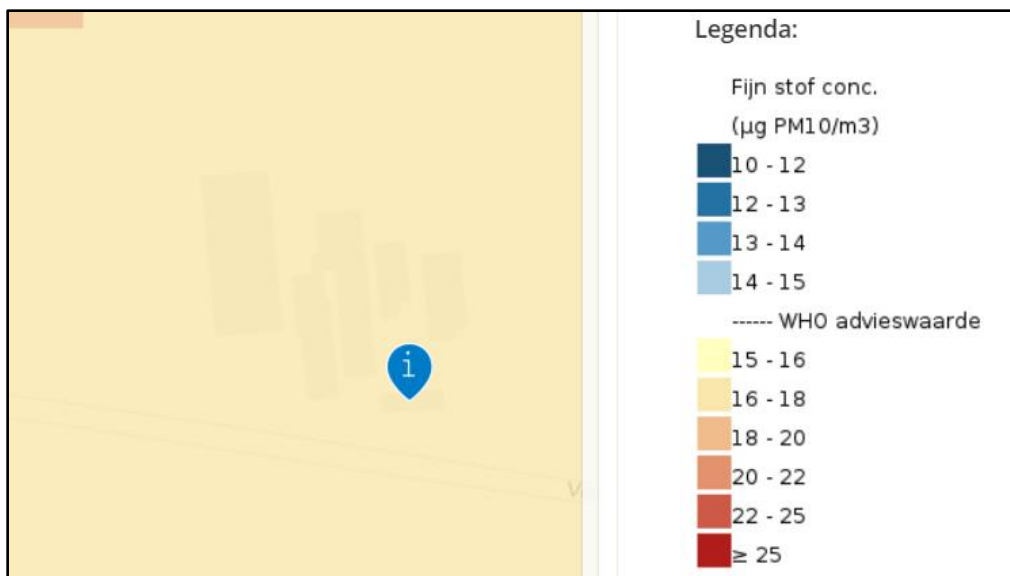 i
Legenda:
Fijn stof conc.
(µg PM10/m3)
10 - 12
12 - 13
13 - 14
14 - 15
------ WHO advieswaarde
15 - 16
16 - 18
18 - 20
20 - 22
22 - 25
≥ 25